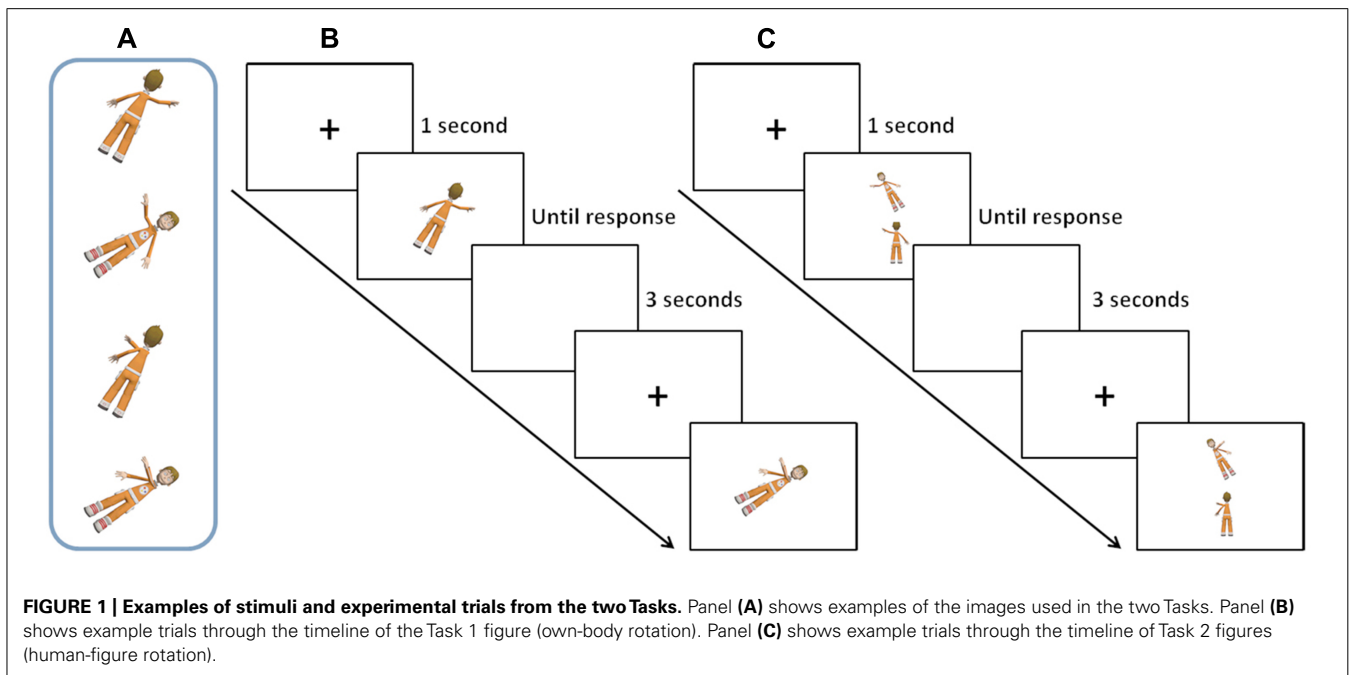 A
B
C
+
1 second
+
1 second
Until response
Until response
3 seconds
3 seconds
+
+
FIGURE 1 | Examples of stimuli and experimental trials from the two Tasks. Panel (A) shows examples of the images used in the two Tasks. Panel (B)
shows example trials through the timeline of the Task 1 figure (own-body rotation). Panel (C) shows example trials through the timeline of Task 2 figures
(human-figure rotation).